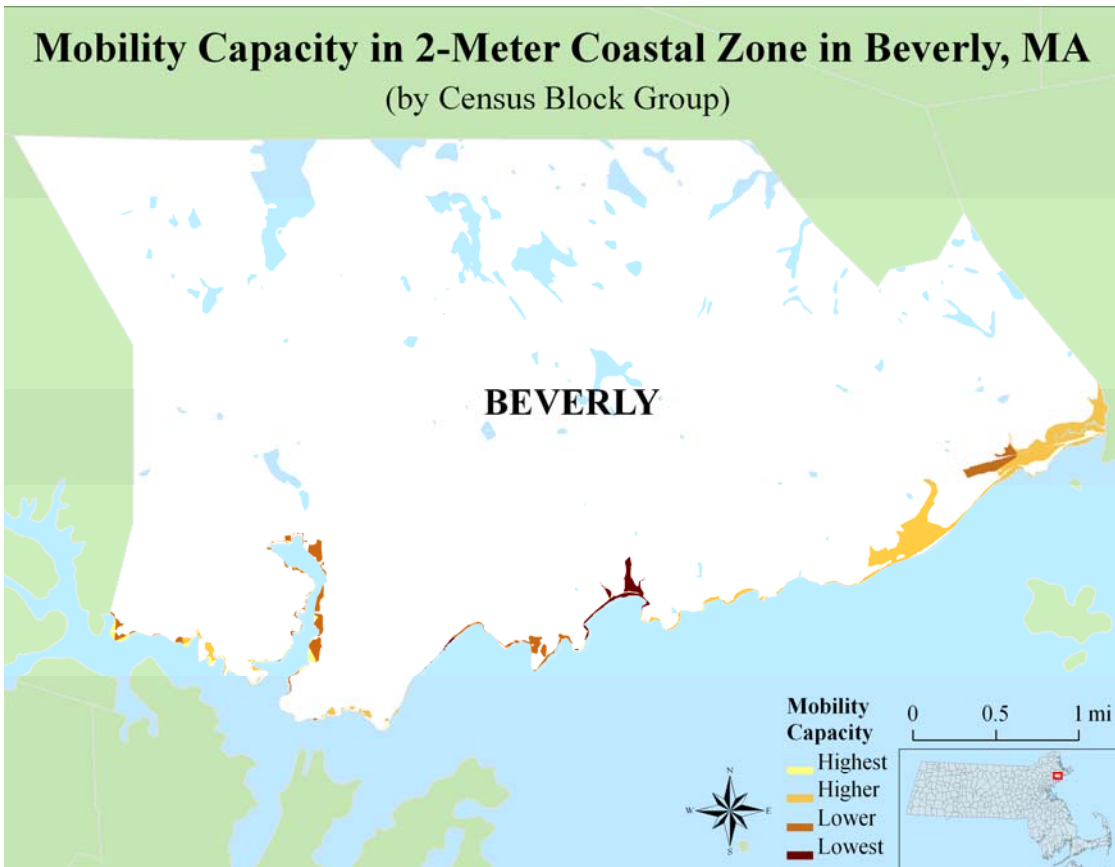 Mobility Capacity in 2-Meter Coastal Zone in Beverly, MA
(by Census Block Group)
BEVERLY
Mobility
Capacity
Highest
Higher
Lower
Lowest
0 0.5 1 mi
N
W E
S